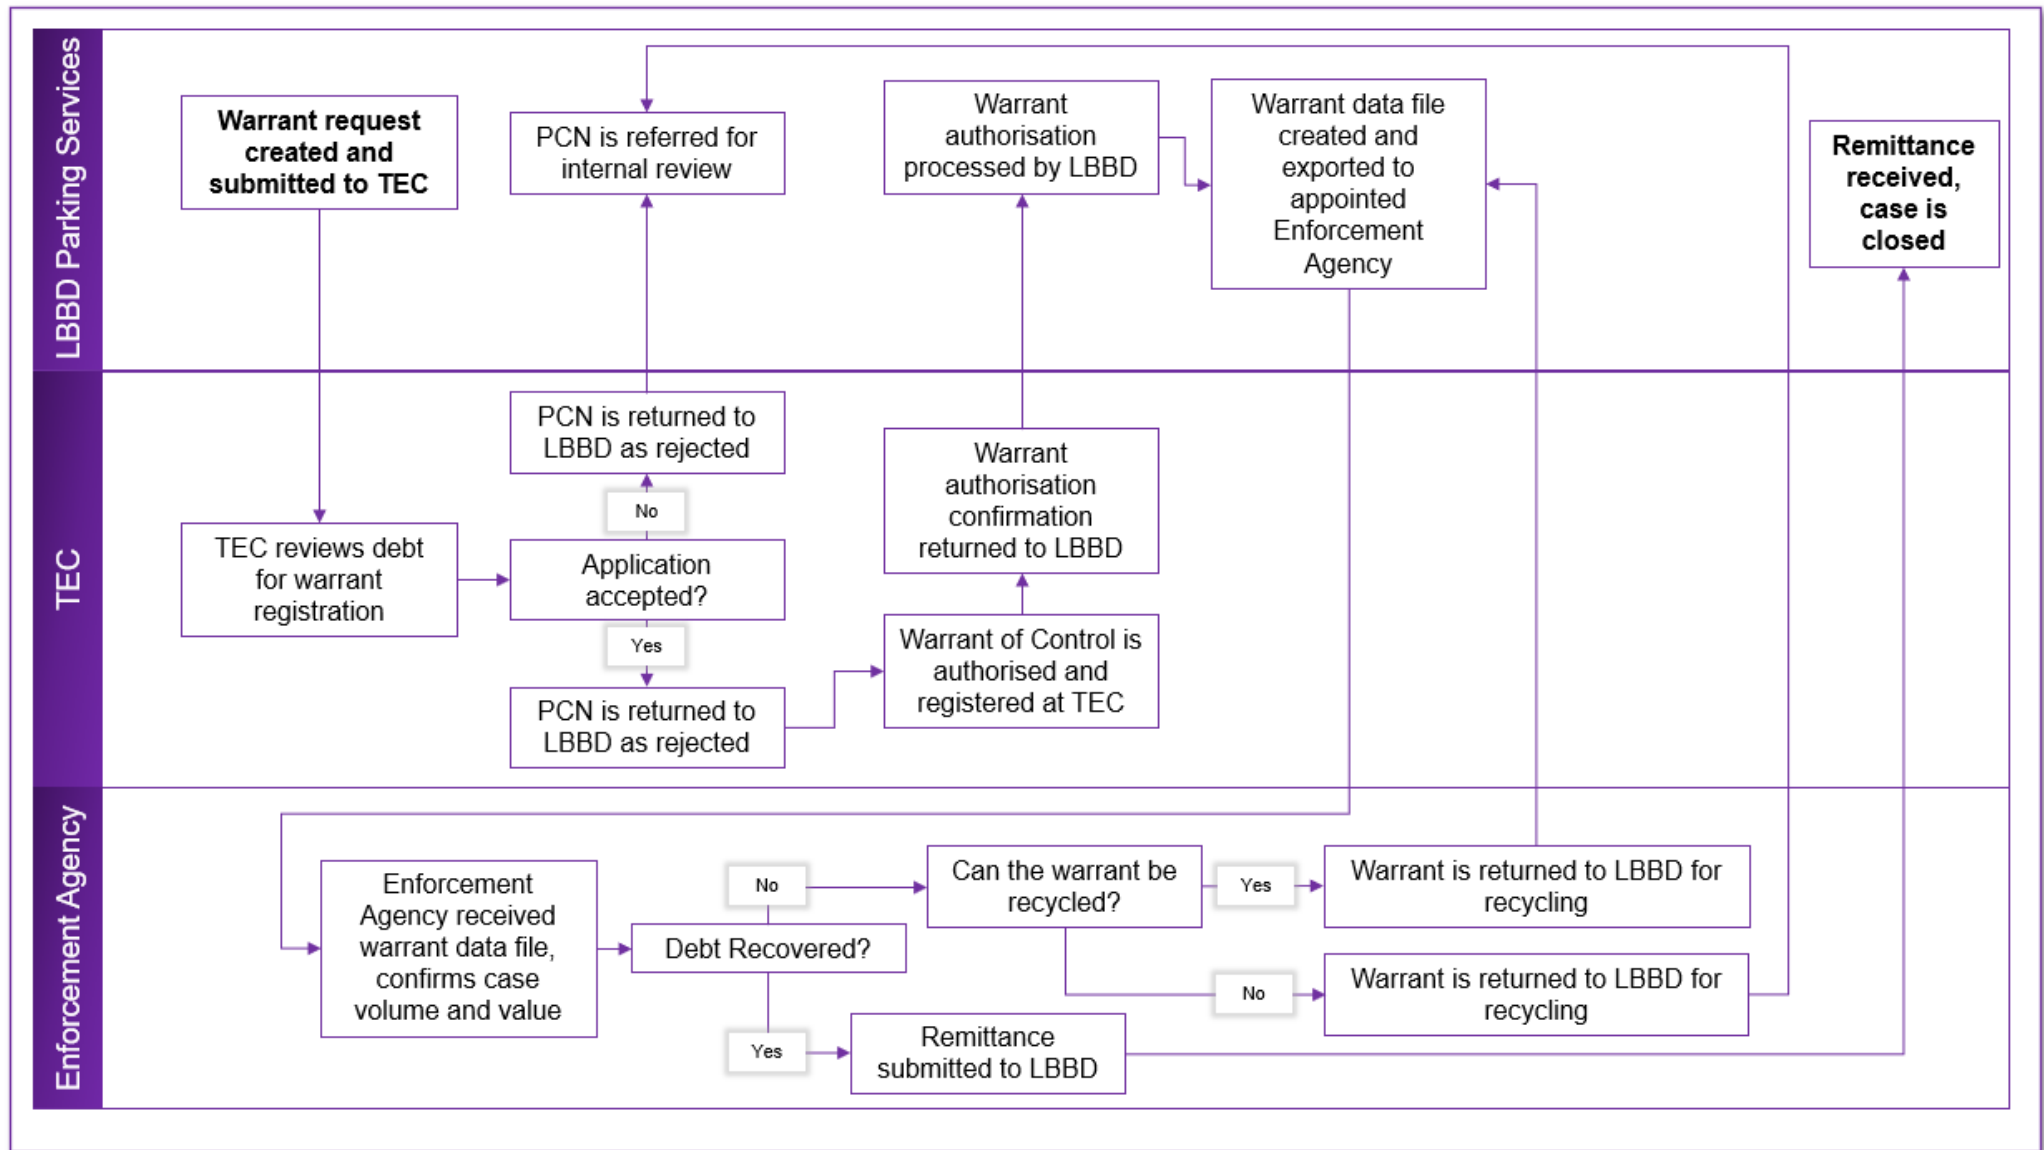 LBBD Parking Services
Warrant request
created and
submitted to TEC
PCN is referred for
internal review
Warrant
authorisation
processed by LBBD
Warrant data file
created and
exported to
appointed
Enforcement
Agency
Remittance
received,
case is
closed
TEC
TEC reviews debt
for warrant
registration
PCN is returned to
LBBD as rejected
No
Application
accepted?
Yes
PCN is returned to
LBBD as rejected
Warrant
authorisation
confirmation
returned to LBBD
Warrant of Control is
authorised and
registered at TEC
Enforcement Agency
Enforcement
Agency received
warrant data file,
confirms case
volume and value
No
Debt Recovered?
Yes
Can the warrant be
recycled?
Yes
Warrant is returned to LBBD for
recycling
No
Warrant is returned to LBBD for
recycling
Remittance
submitted to LBBD